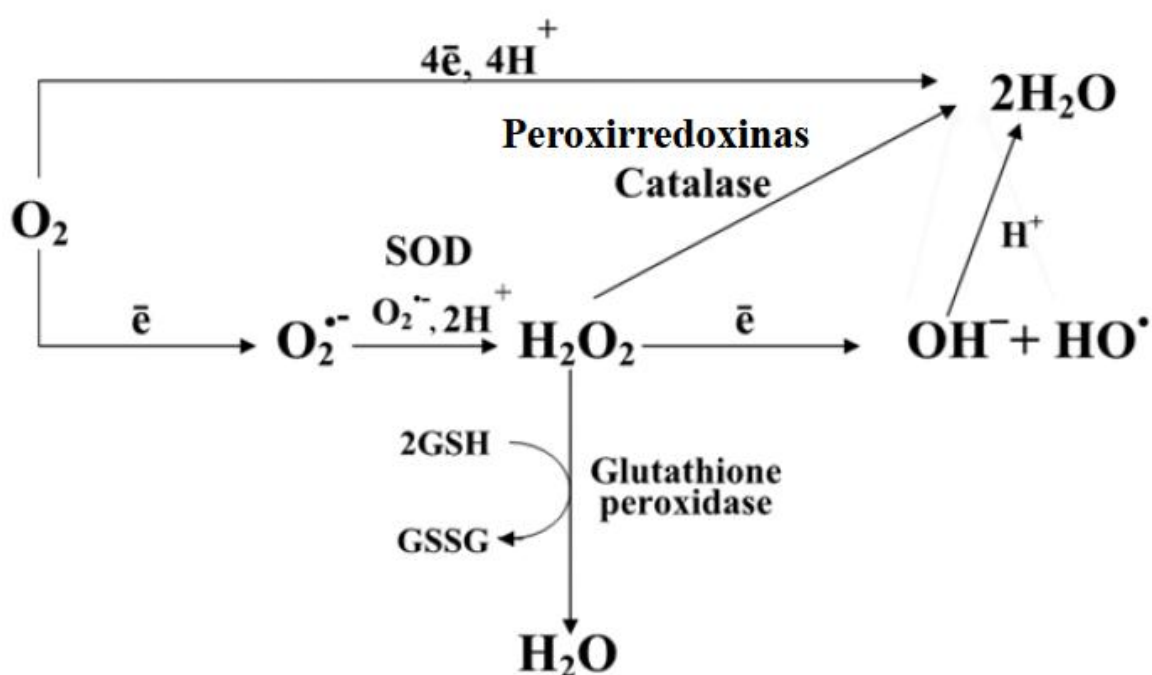 4ē, 4H⁺
2H₂O
Peroxirredoxinas
Catalase
O₂
SOD
H⁺
ē
O₂•⁻
O₂•⁻, 2H⁺
H₂O₂
ē
OH⁻ + HO•
2GSH
Glutathione
peroxidase
GSSG
H₂O